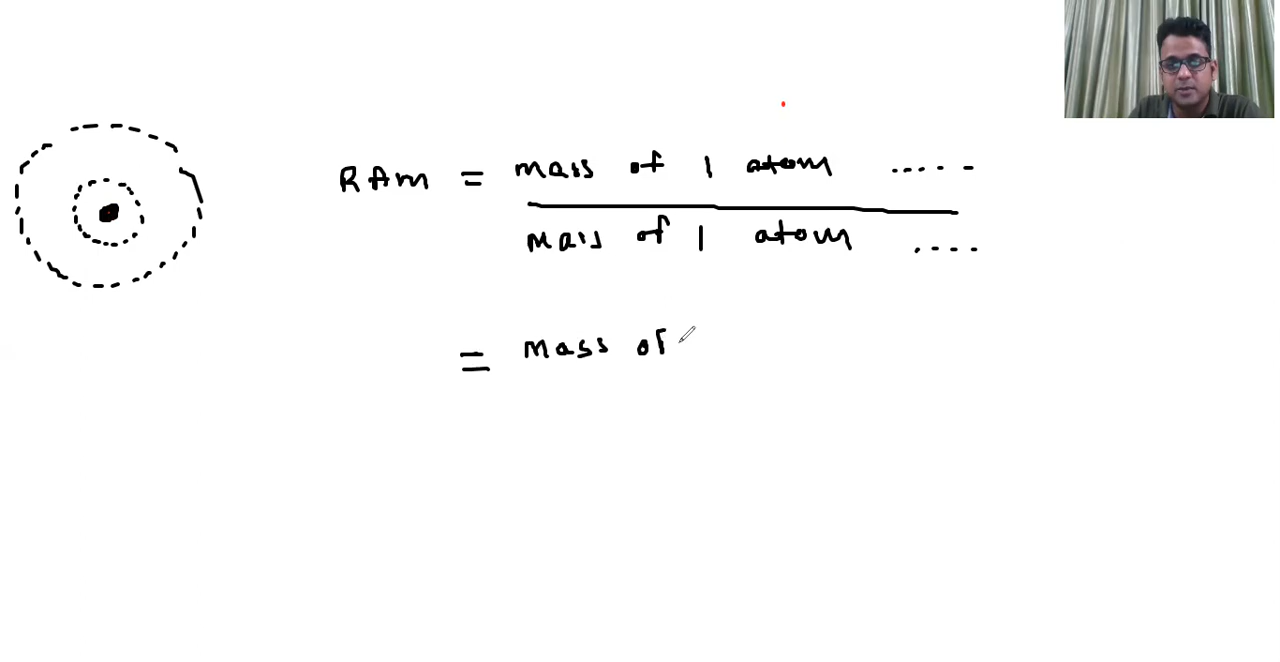 RAM = mass of 1 atom .....
mass of 1 atom ....
= mass of